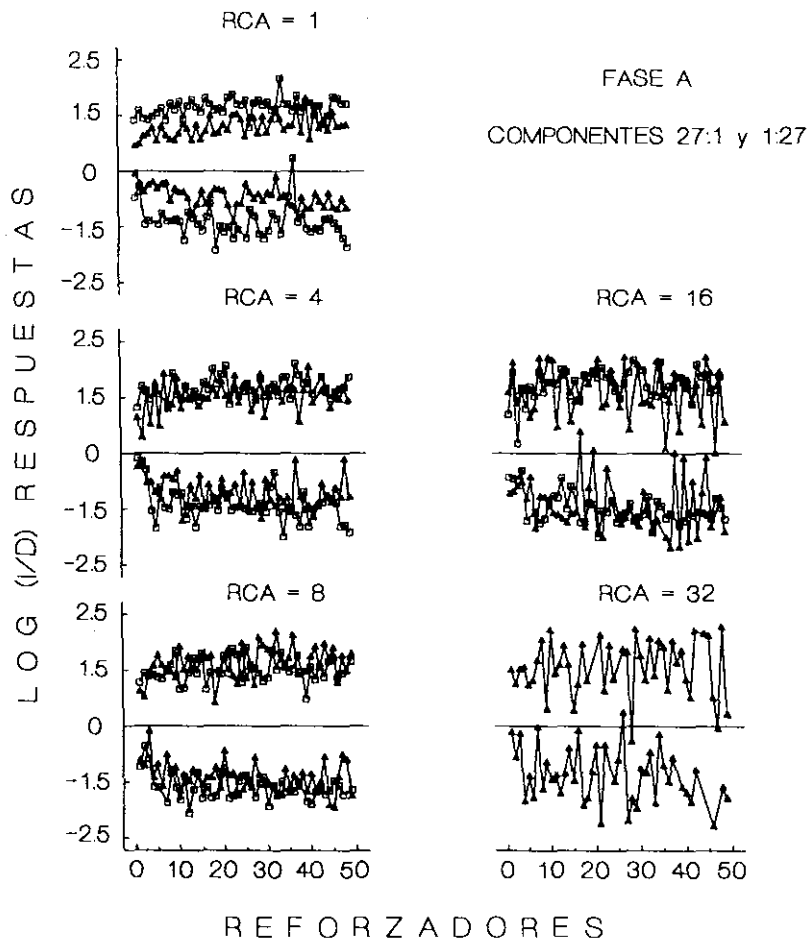 RCA = 1
2.5
1.5
0
-1.5
-2.5
FASE A
COMPONENTES 27:1 y 1:27
RCA = 4
2.5
1.5
0
-1.5
-2.5
RCA = 16
RCA = 8
2.5
1.5
0
-1.5
-2.5
0 10 20 30 40 50
RCA = 32
0 10 20 30 40 50
LOG (I/D) RESPUESTAS
REFORZADORES